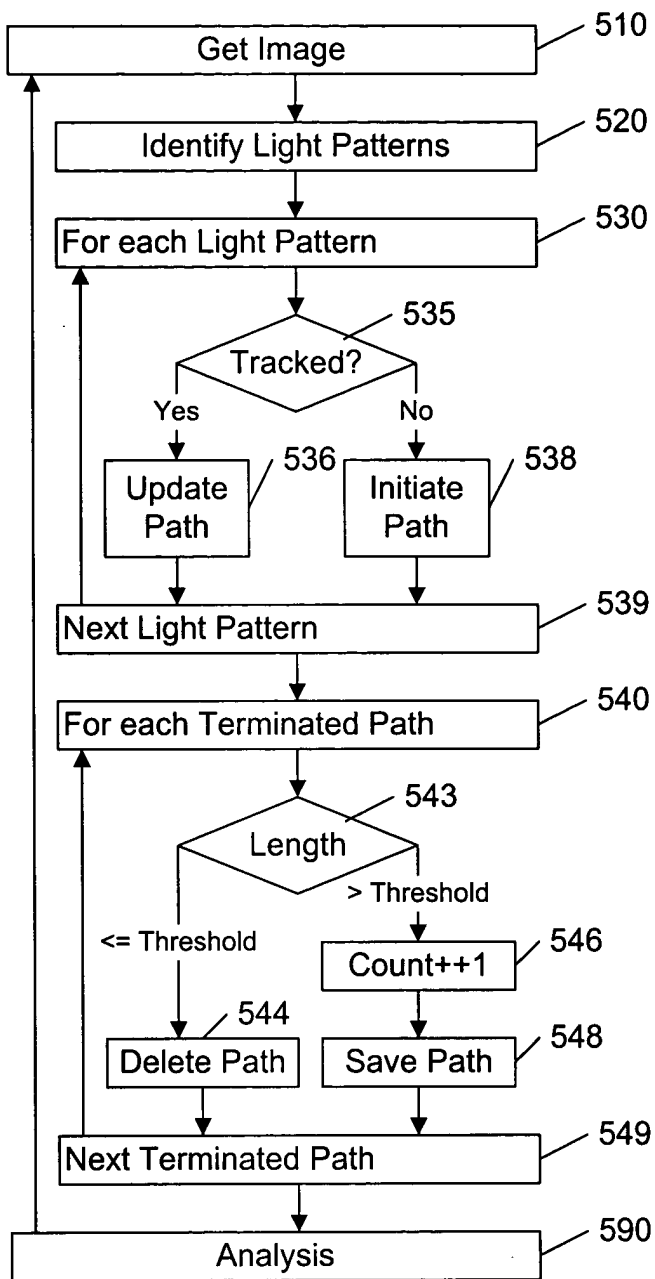 510
Get Image
520
Identify Light Patterns
530
For each Light Pattern
535
Tracked?
Yes
No
536
538
Update
Path
Initiate
Path
539
Next Light Pattern
540
For each Terminated Path
543
Length
> Threshold
<= Threshold
546
Count++1
544
548
Delete Path
Save Path
549
Next Terminated Path
590
Analysis